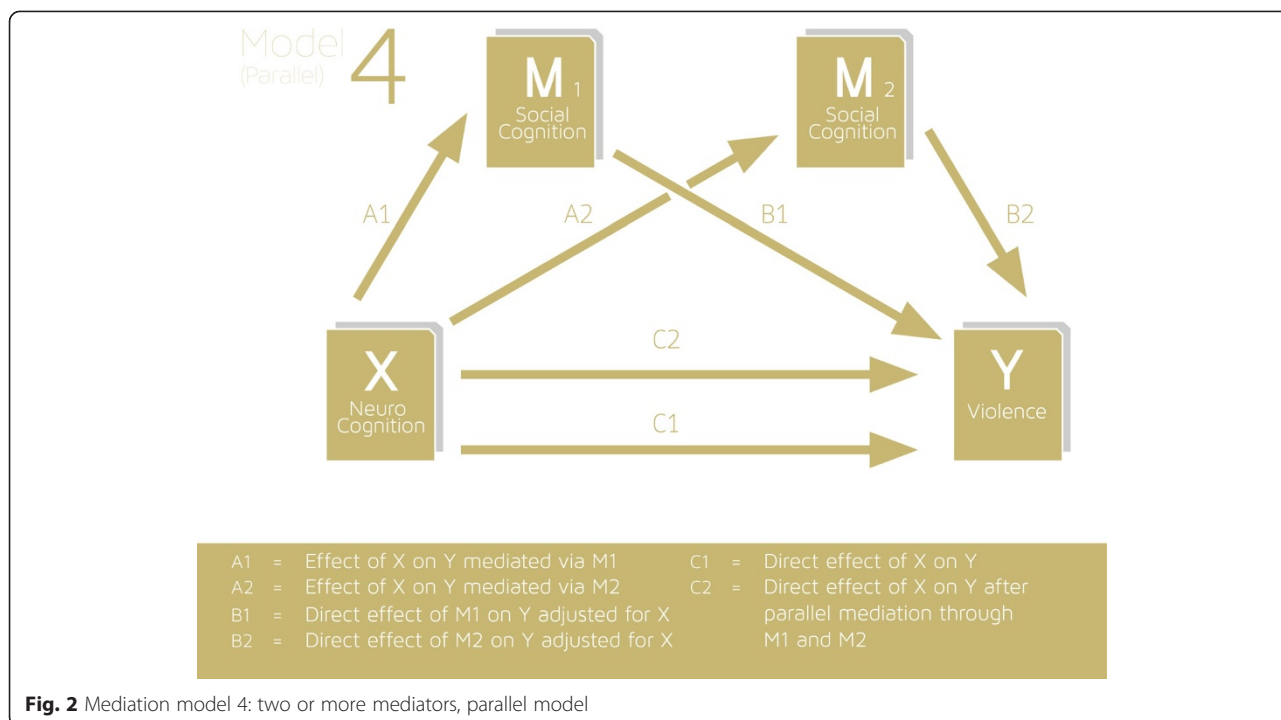 Model
(Parallel) 4
M 1
Social
Cognition
M 2
Social
Cognition
A1
A2
B1
B2
X
Neuro
Cognition
C2
C1
Y
Violence
A1 = Effect of X on Y mediated via M1
A2 = Effect of X on Y mediated via M2
B1 = Direct effect of M1 on Y adjusted for X
B2 = Direct effect of M2 on Y adjusted for X
C1 = Direct effect of X on Y
C2 = Direct effect of X on Y after
parallel mediation through
M1 and M2
Fig. 2 Mediation model 4: two or more mediators, parallel model